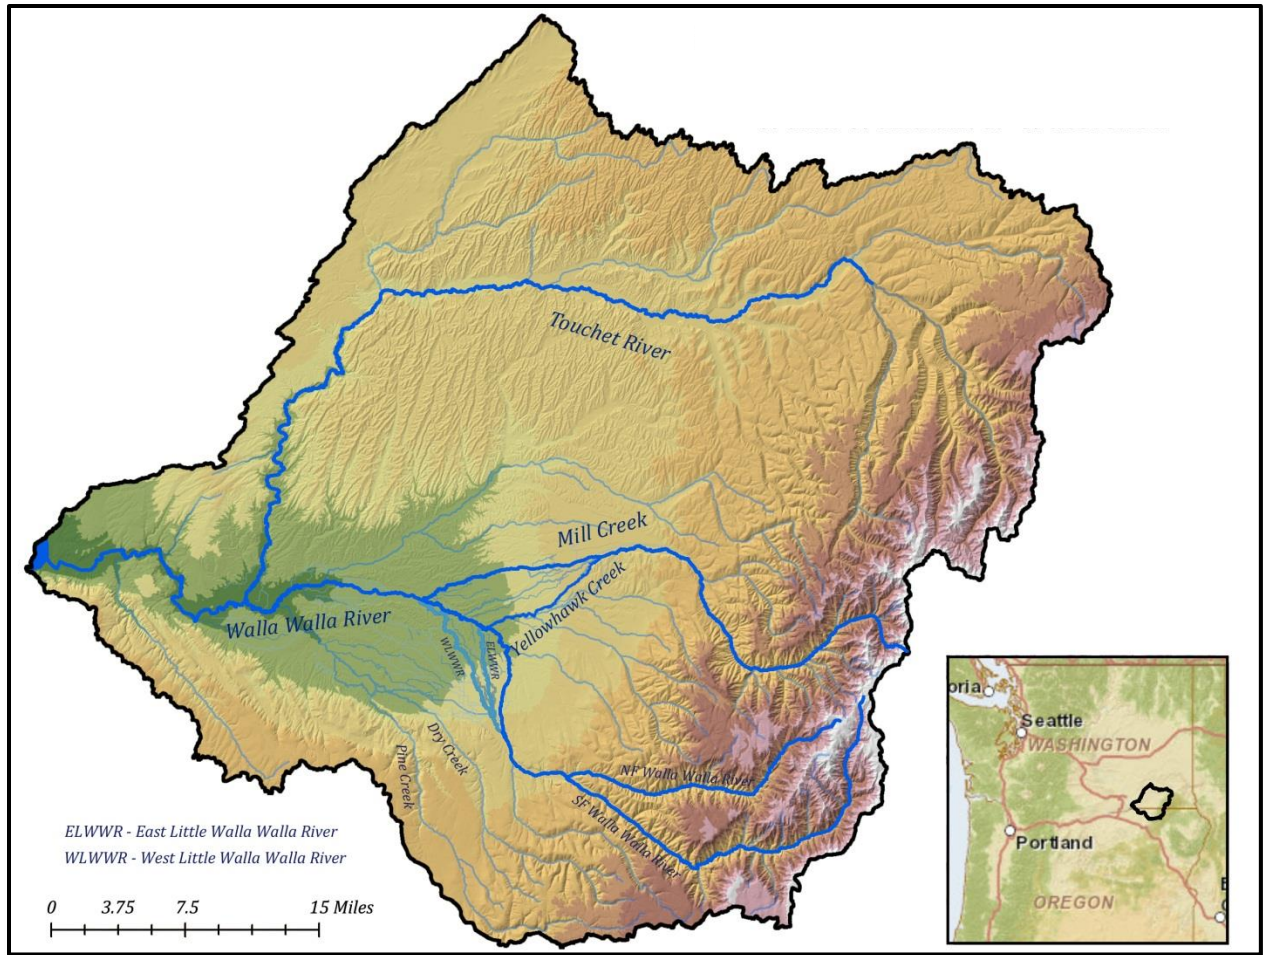 Touchet River
Mill Creek
Yellowhawk Creek
Walla Walla River
WLWWR
ELWWR
Dry Creek
Pine Creek
NF Walla Walla River
SF Walla Walla River
ELWWR - East Little Walla Walla River
WLWWR - West Little Walla Walla River
0 3.75 7.5 15 Miles
oria
Seattle
WASHINGTON
Portland
OREGON